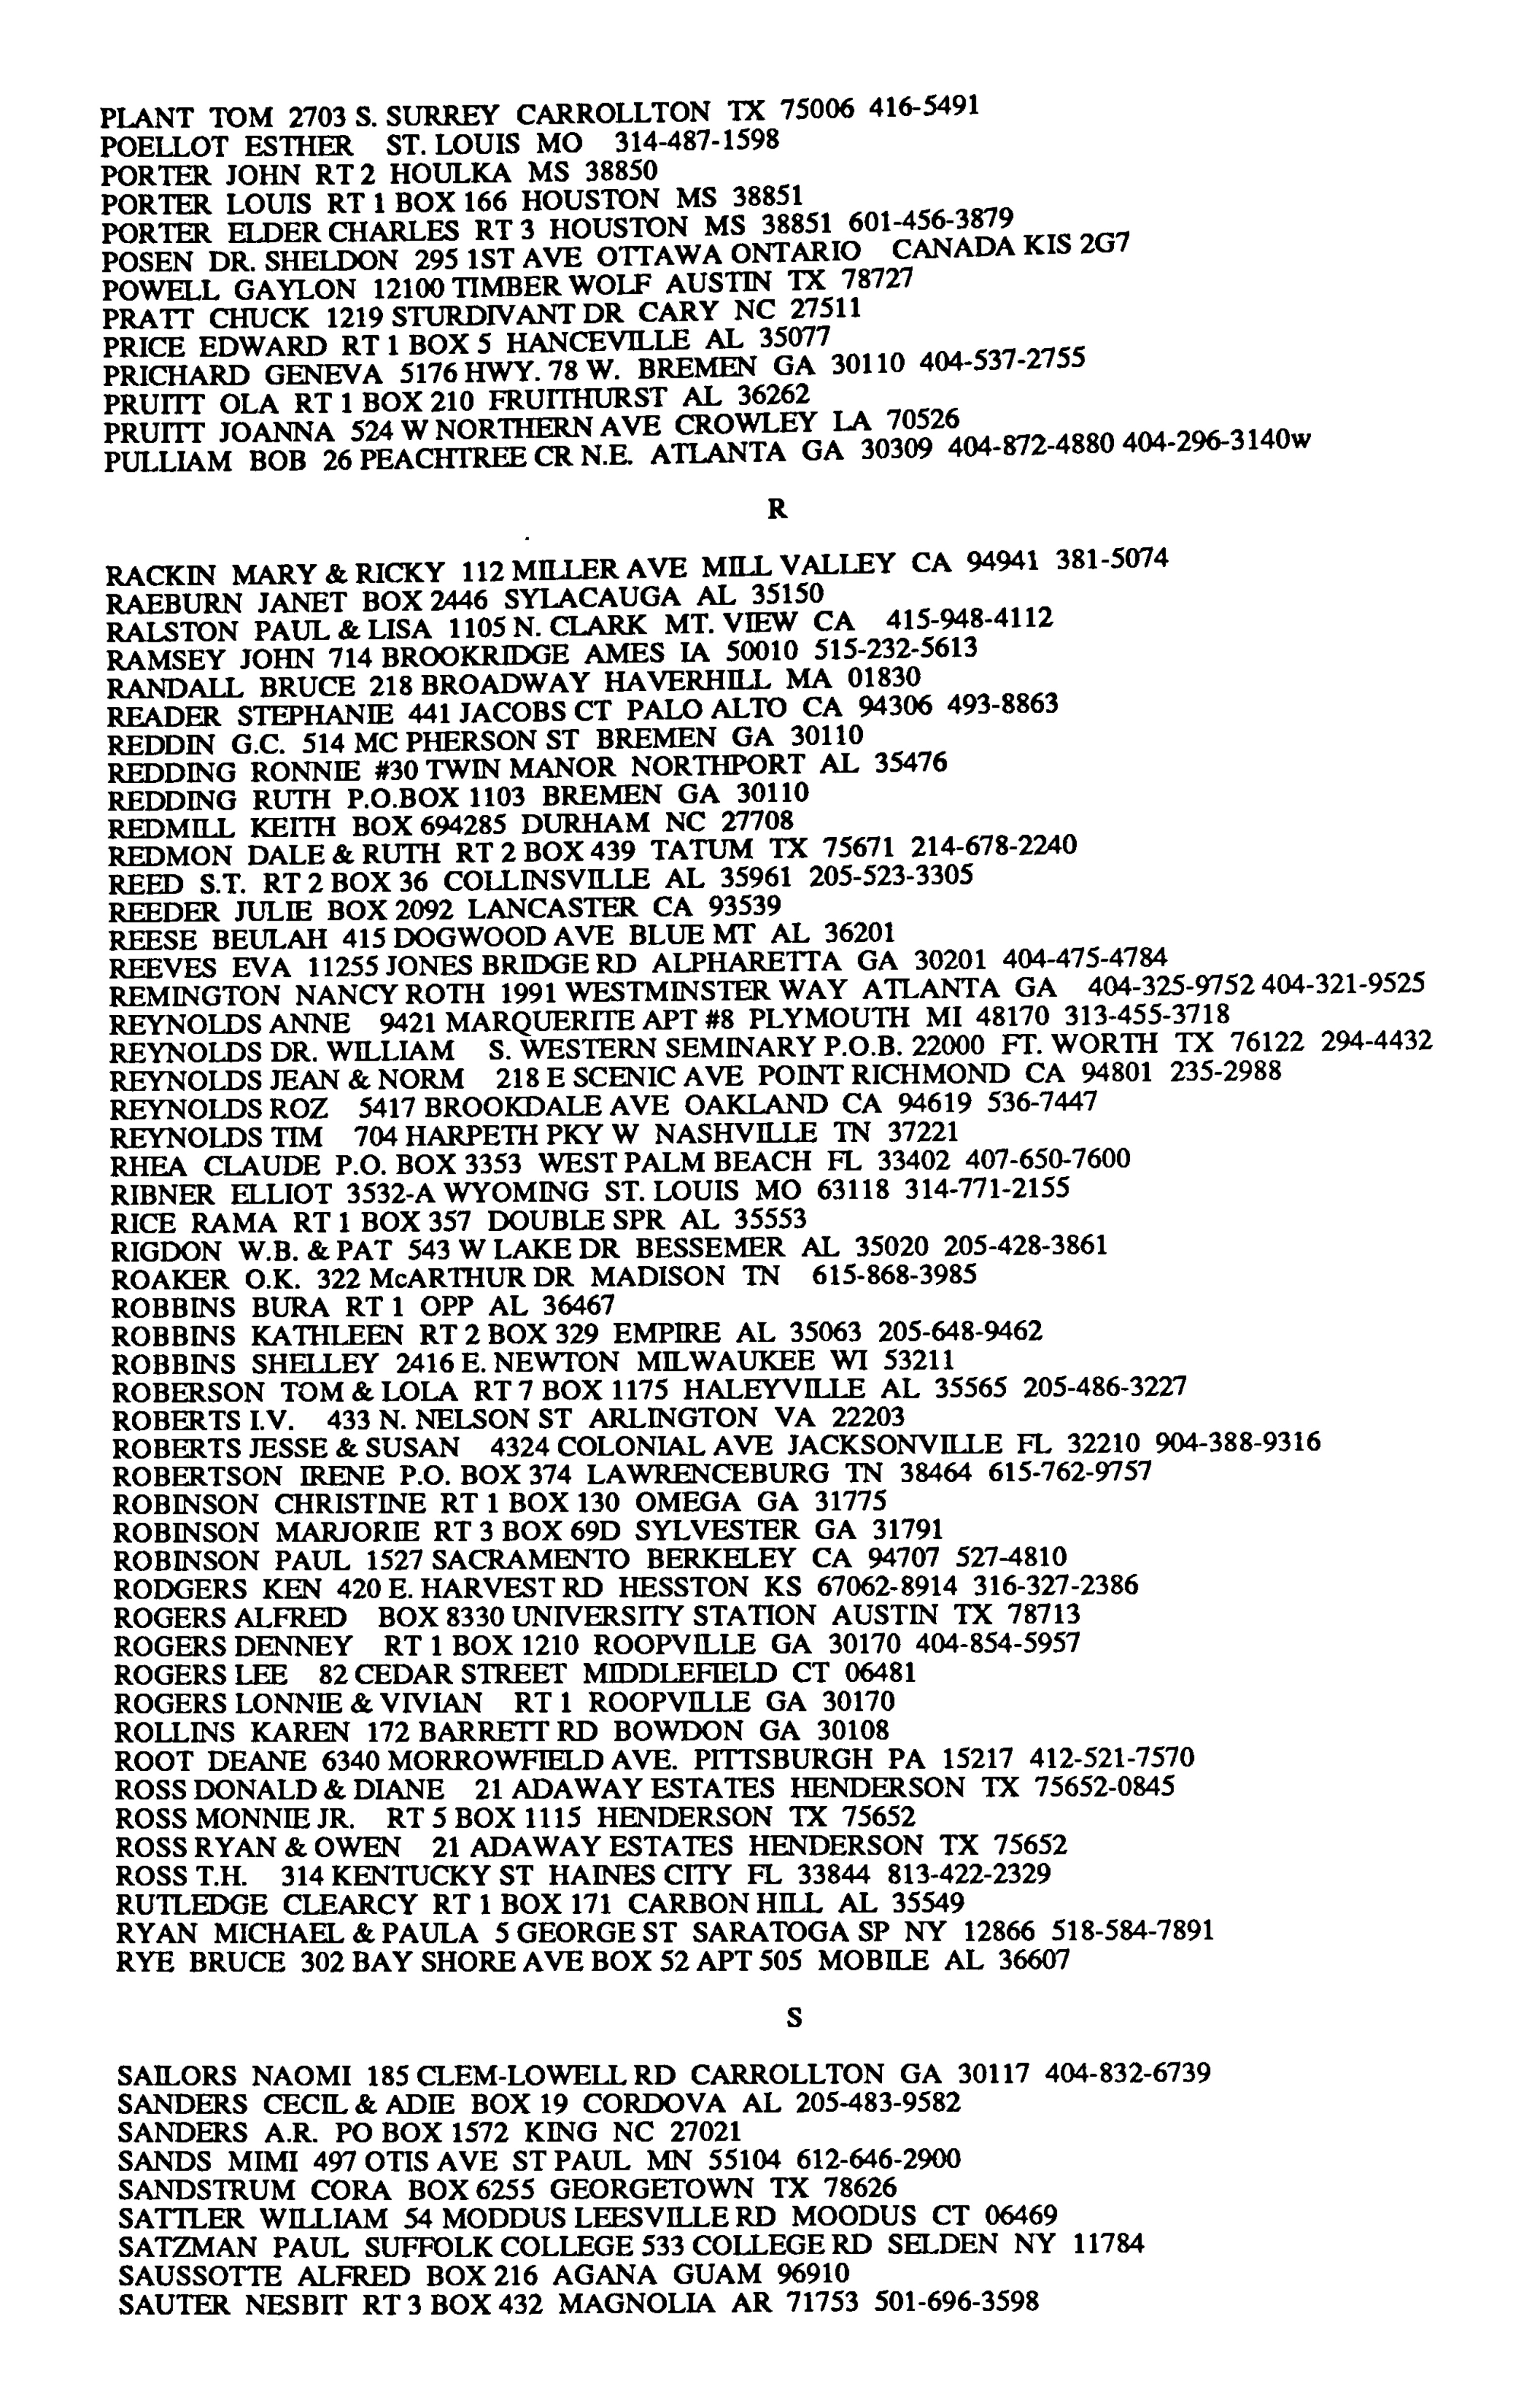 PLANT TOM 2703 S. SURREY CARROLLTON TX 75006 416-5491
POELLOT ESTHER ST. LOUIS MO 314-487-1598
PORTER JOHN RT 2 HOULKA MS 38850
PORTER LOUIS RT 1 BOX 166 HOUSTON MS 38851
PORTER ELDER CHARLES RT 3 HOUSTON MS 38851 601-456-3879
POSEN DR. SHELDON 295 1ST AVE OTTAWA ONTARIO CANADA KIS 2G7
POWELL GAYLON 12100 TIMBER WOLF AUSTIN TX 78727
PRATT CHUCK 1219 STURDIVANT DR CARY NC 27511
PRICE EDWARD RT 1 BOX 5 HANCEVILLE AL 35077
PRICHARD GENEVA 5176 HWY. 78 W. BREMEN GA 30110 404-537-2755
PRUITT OLA RT 1 BOX 210 FRUITHURST AL 36262
PRUITT JOANNA 524 W NORTHERN AVE CROWLEY LA 70526
PULLIAM BOB 26 PEACHTREE CR N.E. ATLANTA GA 30309 404-872-4880 404-296-3140w
R
RACKIN MARY & RICKY 112 MILLER AVE MILL VALLEY CA 94941 381-5074
RAEBURN JANET BOX 2446 SYLACAUGA AL 35150
RALSTON PAUL & LISA 1105 N. CLARK MT. VIEW CA 415-948-4112
RAMSEY JOHN 714 BROOKRIDGE AMES IA 50010 515-232-5613
RANDALL BRUCE 218 BROADWAY HAVERHILL MA 01830
READER STEPHANIE 441 JACOBS CT PALO ALTO CA 94306 493-8863
REDDIN G.C. 514 MC PHERSON ST BREMEN GA 30110
REDDING RONNIE #30 TWIN MANOR NORTHPORT AL 35476
REDDING RUTH P.O.BOX 1103 BREMEN GA 30110
REDMILL KEITH BOX 694285 DURHAM NC 27708
REDMON DALE & RUTH RT 2 BOX 439 TATUM TX 75671 214-678-2240
REED S.T. RT 2 BOX 36 COLLINSVILLE AL 35961 205-523-3305
REEDER JULIE BOX 2092 LANCASTER CA 93539
REESE BEULAH 415 DOGWOOD AVE BLUE MT AL 36201
REEVES EVA 11255 JONES BRIDGE RD ALPHARETTA GA 30201 404-475-4784
REMINGTON NANCY ROTH 1991 WESTMINSTER WAY ATLANTA GA 404-325-9752 404-321-9525
REYNOLDS ANNE 9421 MARQUERITE APT #8 PLYMOUTH MI 48170 313-455-3718
REYNOLDS DR. WILLIAM S. WESTERN SEMINARY P.O.B. 22000 FT. WORTH TX 76122 294-4432
REYNOLDS JEAN & NORM 218 E SCENIC AVE POINT RICHMOND CA 94801 235-2988
REYNOLDS ROZ 5417 BROOKDALE AVE OAKLAND CA 94619 536-7447
REYNOLDS TIM 704 HARPETH PKY W NASHVILLE TN 37221
RHEA CLAUDE P.O. BOX 3353 WEST PALM BEACH FL 33402 407-650-7600
RIBNER ELLIOT 3532-A WYOMING ST. LOUIS MO 63118 314-771-2155
RICE RAMA RT 1 BOX 357 DOUBLE SPR AL 35553
RIGDON W.B. & PAT 543 W LAKE DR BESSEMER AL 35020 205-428-3861
ROAKER O.K. 322 McARTHUR DR MADISON TN 615-868-3985
ROBBINS BURA RT 1 OPP AL 36467
ROBBINS KATHLEEN RT 2 BOX 329 EMPIRE AL 35063 205-648-9462
ROBBINS SHELLEY 2416 E. NEWTON MILWAUKEE WI 53211
ROBERSON TOM & LOLA RT 7 BOX 1175 HALEYVILLE AL 35565 205-486-3227
ROBERTS I.V. 433 N. NELSON ST ARLINGTON VA 22203
ROBERTS JESSE & SUSAN 4324 COLONIAL AVE JACKSONVILLE FL 32210 904-388-9316
ROBERTSON IRENE P.O. BOX 374 LAWRENCEBURG TN 38464 615-762-9757
ROBINSON CHRISTINE RT 1 BOX 130 OMEGA GA 31775
ROBINSON MARJORIE RT 3 BOX 69D SYLVESTER GA 31791
ROBINSON PAUL 1527 SACRAMENTO BERKELEY CA 94707 527-4810
RODGERS KEN 420 E. HARVEST RD HESSTON KS 67062-8914 316-327-2386
ROGERS ALFRED BOX 8330 UNIVERSITY STATION AUSTIN TX 78713
ROGERS DENNEY RT 1 BOX 1210 ROOPVILLE GA 30170 404-854-5957
ROGERS LEE 82 CEDAR STREET MIDDLEFIELD CT 06481
ROGERS LONNIE & VIVIAN RT 1 ROOPVILLE GA 30170
ROLLINS KAREN 172 BARRETT RD BOWDON GA 30108
ROOT DEANE 6340 MORROWFIELD AVE. PITTSBURGH PA 15217 412-521-7570
ROSS DONALD & DIANE 21 ADAWAY ESTATES HENDERSON TX 75652-0845
ROSS MONNIE JR. RT 5 BOX 1115 HENDERSON TX 75652
ROSS RYAN & OWEN 21 ADAWAY ESTATES HENDERSON TX 75652
ROSS T.H. 314 KENTUCKY ST HAINES CITY FL 33844 813-422-2329
RUTLEDGE CLEARCY RT 1 BOX 171 CARBON HILL AL 35549
RYAN MICHAEL & PAULA 5 GEORGE ST SARATOGA SP NY 12866 518-584-7891
RYE BRUCE 302 BAY SHORE AVE BOX 52 APT 505 MOBILE AL 36607
S
SAILORS NAOMI 185 CLEM-LOWELL RD CARROLLTON GA 30117 404-832-6739
SANDERS CECIL & ADIE BOX 19 CORDOVA AL 205-483-9582
SANDERS A.R. PO BOX 1572 KING NC 27021
SANDS MIMI 497 OTIS AVE ST PAUL MN 55104 612-646-2900
SANDSTRUM CORA BOX 6255 GEORGETOWN TX 78626
SATTLER WILLIAM 54 MODDUS LEESVILLE RD MOODUS CT 06469
SATZMAN PAUL SUFFOLK COLLEGE 533 COLLEGE RD SELDEN NY 11784
SAUSSOTTE ALFRED BOX 216 AGANA GUAM 96910
SAUTER NESBIT RT 3 BOX 432 MAGNOLIA AR 71753 501-696-3598